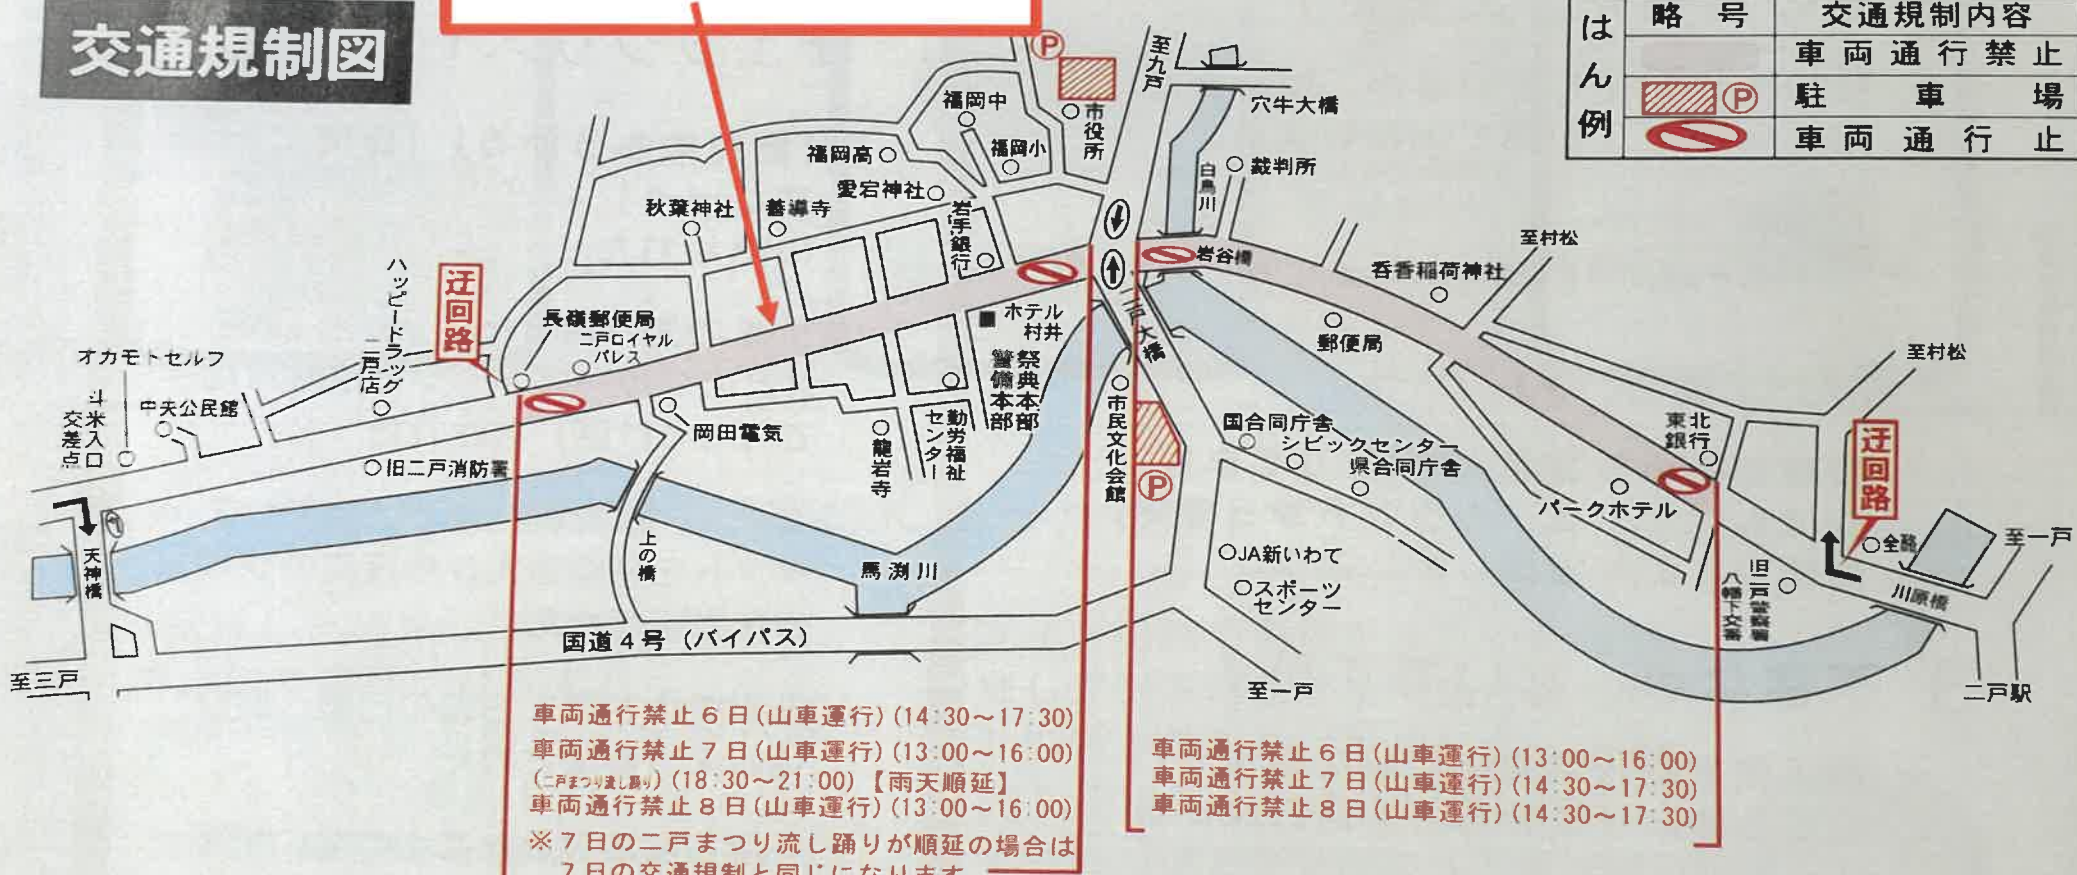 交通規制図
はん例
略号 交通規制内容
車両通行禁止
Ⓟ 駐車場
車両通行止
Ⓟ
市役所
至九戸
穴牛大橋
白鳥川
裁判所
福岡中
福岡小
福岡高
愛宕神社
秋葉神社
善導寺
岩手銀行
岩谷橋
至村松
呑香稲荷神社
郵便局
至村松
迂回路
ハッピードラッグ
二戸店
長嶺郵便局
二戸ロイヤル
パレス
ホテル
村井
祭典本部
警備本部
二戸大橋
オカモトセルフ
斗米入口
交差点
中央公民館
旧二戸消防署
岡田電気
龍岩寺
勤労福祉
センター
市民文化会館
Ⓟ
国合同庁舎
シビックセンター
県合同庁舎
東北
銀行
パークホテル
迂回路
全酪
至一戸
天神橋
上の橋
馬渕川
JA新いわて
スポーツ
センター
旧二戸警察署
八幡下交番
川原橋
国道4号(バイパス)
至三戸
至一戸
二戸駅
車両通行禁止6日(山車運行)(14:30～17:30)
車両通行禁止7日(山車運行)(13:00～16:00)
(二戸まつり流し踊り)(18:30～21:00)【雨天順延】
車両通行禁止8日(山車運行)(13:00～16:00)
※7日の二戸まつり流し踊りが順延の場合は
7日の交通規制と同じになります
車両通行禁止6日(山車運行)(13:00～16:00)
車両通行禁止7日(山車運行)(14:30～17:30)
車両通行禁止8日(山車運行)(14:30～17:30)